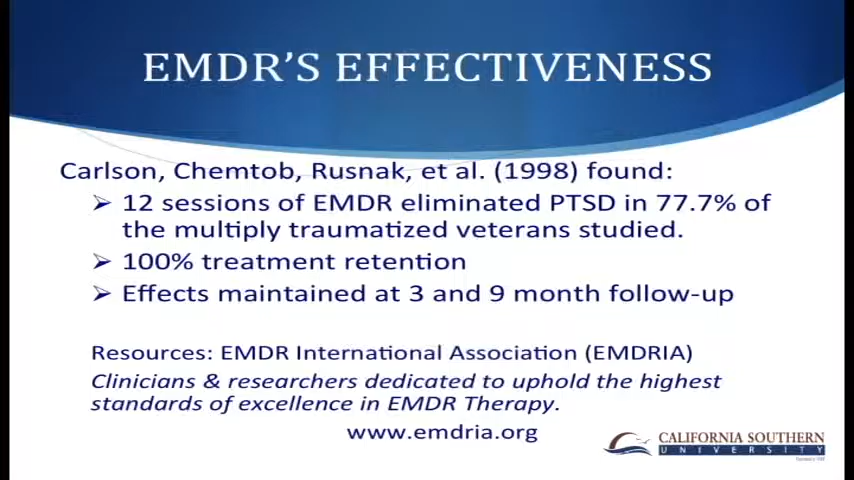 EMDR'S EFFECTIVENESS
Carlson, Chemtob, Rusnak, et al. (1998) found:
➢ 12 sessions of EMDR eliminated PTSD in 77.7% of
the multiply traumatized veterans studied.
➢ 100% treatment retention
➢ Effects maintained at 3 and 9 month follow-up
Resources: EMDR International Association (EMDRIA)
Clinicians & researchers dedicated to uphold the highest
standards of excellence in EMDR Therapy.
www.emdria.org
CALIFORNIA SOUTHERN
UNIVERSITY